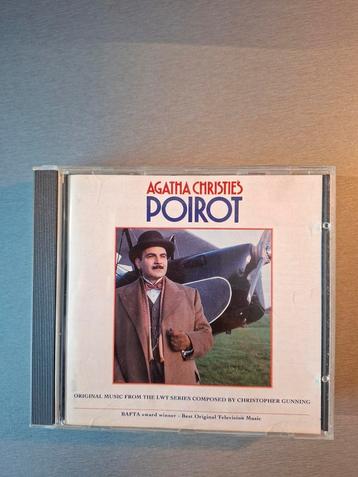 AGATHA CHRISTIE'S
POIROT
ORIGINAL MUSIC FROM THE LWT SERIES COMPOSED BY CHRISTOPHER GUNNING
BAFTA award winner - Best Original Television Music